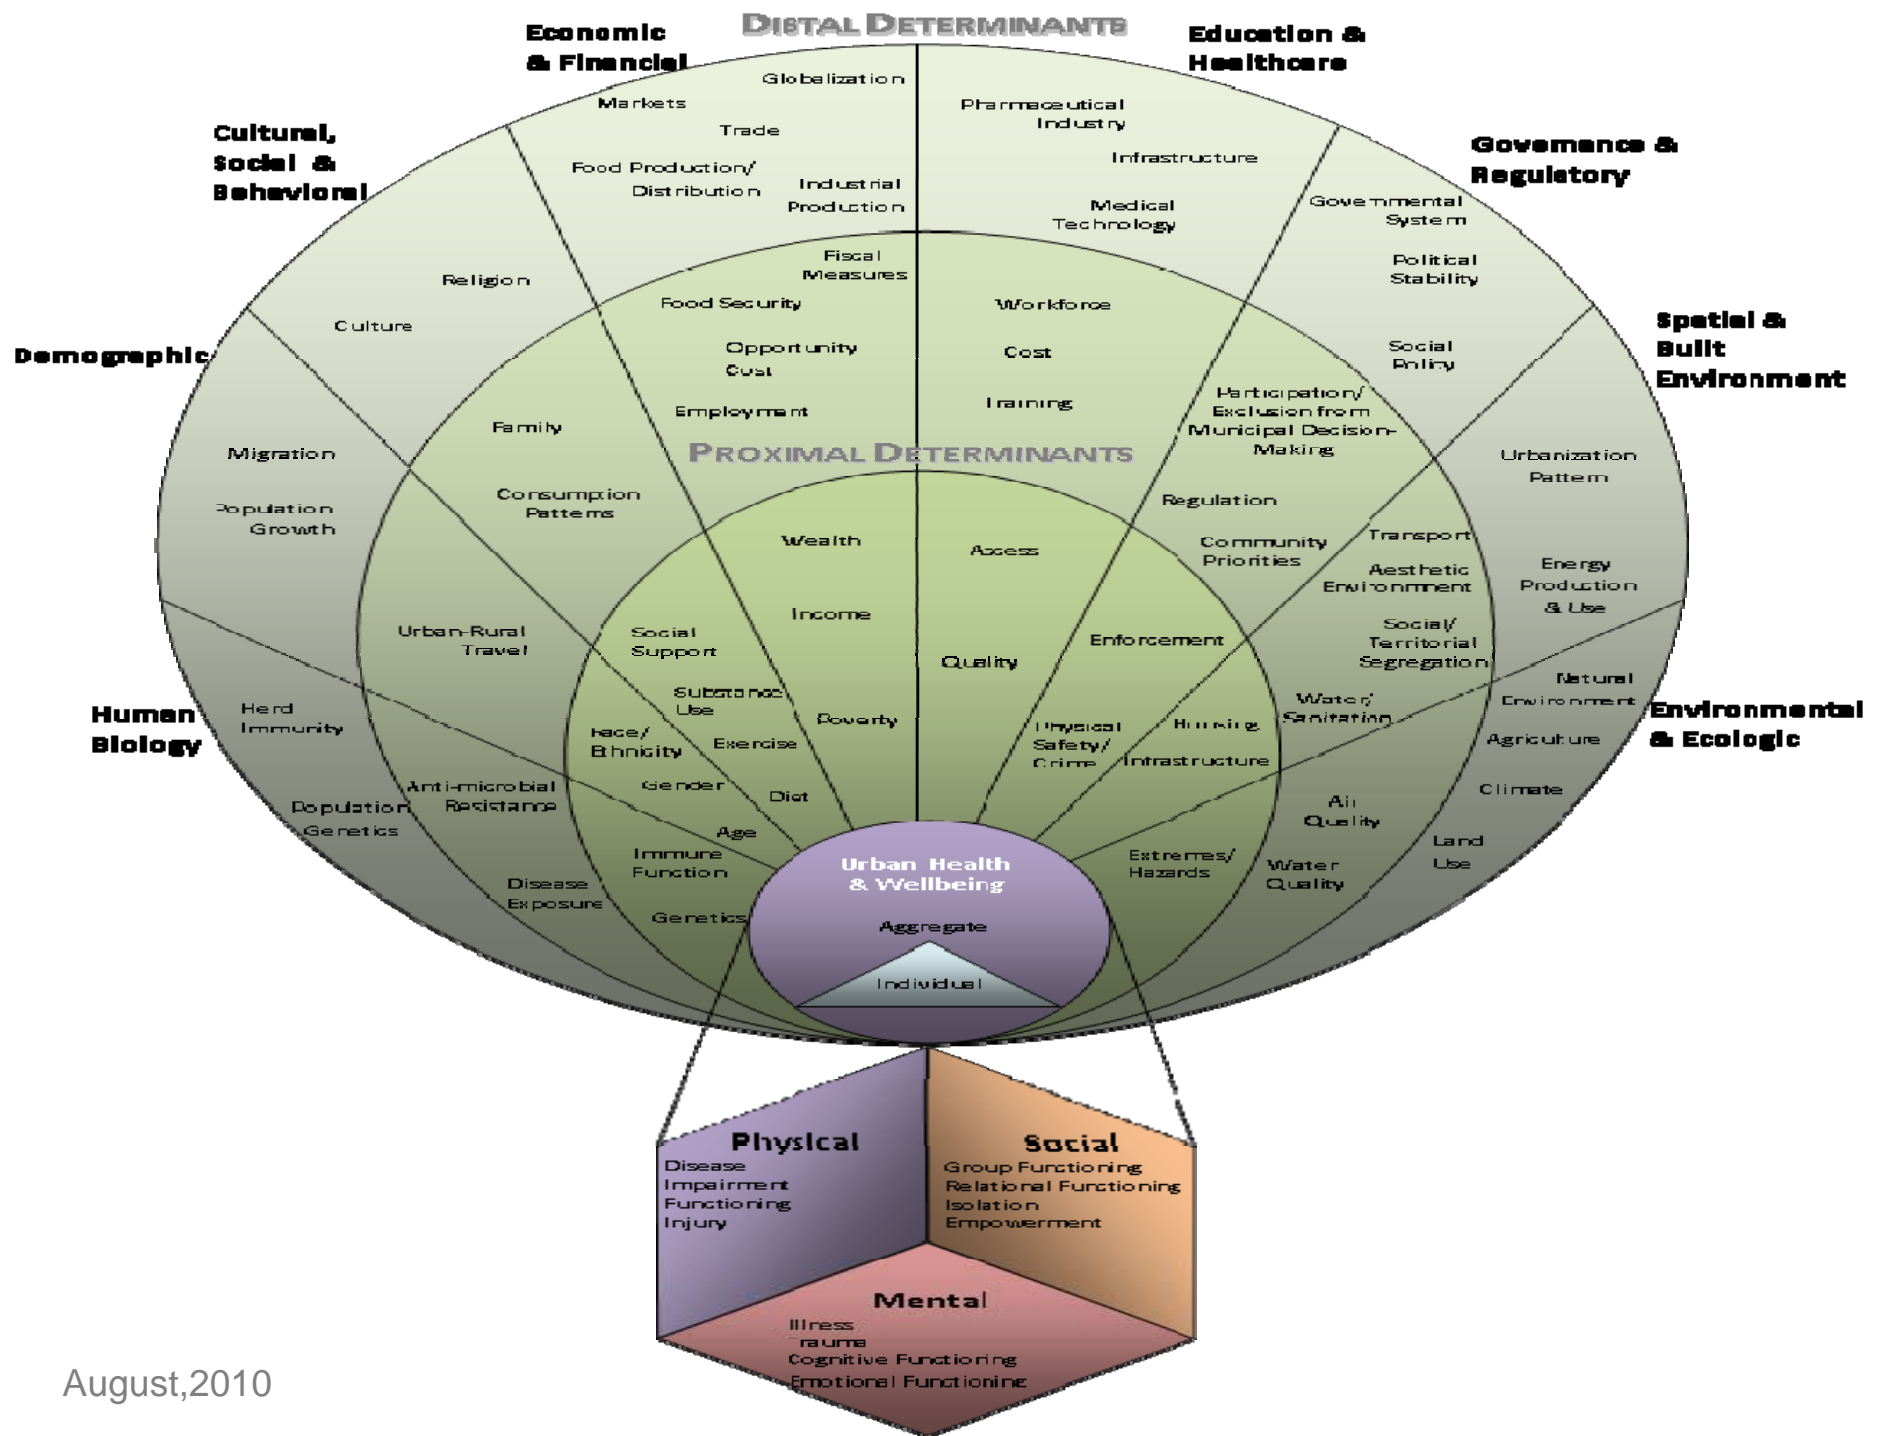 DISTAL DETERMINANTS
Economic
& Financial
Education &
Healthcare
Cultural,
Social &
Behavioral
Governance &
Regulatory
Demographic
Spatial &
Built
Environment
Human
Biology
Environmental
& Ecologic
Globalization
Markets
Trade
Food Production/
Distribution
Industrial
Production
Pharmaceutical
Industry
Infrastructure
Medical
Technology
Governmental
System
Political
Stability
Social
Policy
Religion
Culture
Migration
Population
Growth
Herd
Immunity
Population
Genetics
Urbanization
Pattern
Energy
Production
& Use
Natural
Environment
Agriculture
Climate
Land
Use
Fiscal
Measures
Food Security
Opportunity
Cost
Employment
Workforce
Cost
Training
Participation/
Exclusion from
Municipal Decision-
Making
Regulation
Community
Priorities
Family
Consumption
Patterns
Urban-Rural
Travel
Anti-microbial
Resistance
Disease
Exposure
Transport
Aesthetic
Environment
Social/
Territorial
Segregation
Water/
Sanitation
Air
Quality
Water
Quality
PROXIMAL DETERMINANTS
Wealth
Income
Poverty
Access
Quality
Enforcement
Physical
Safety/
Crime
Housing
Infrastructure
Extremes/
Hazards
Social
Support
Substance
Use
Exercise
Diet
Race/
Ethnicity
Gender
Age
Immune
Function
Genetics
Urban Health
& Wellbeing
Aggregate
Individual
Physical
Disease
Impairment
Functioning
Injury
Social
Group Functioning
Relational Functioning
Isolation
Empowerment
Mental
Illness
Trauma
Cognitive Functioning
Emotional Functioning
August,2010